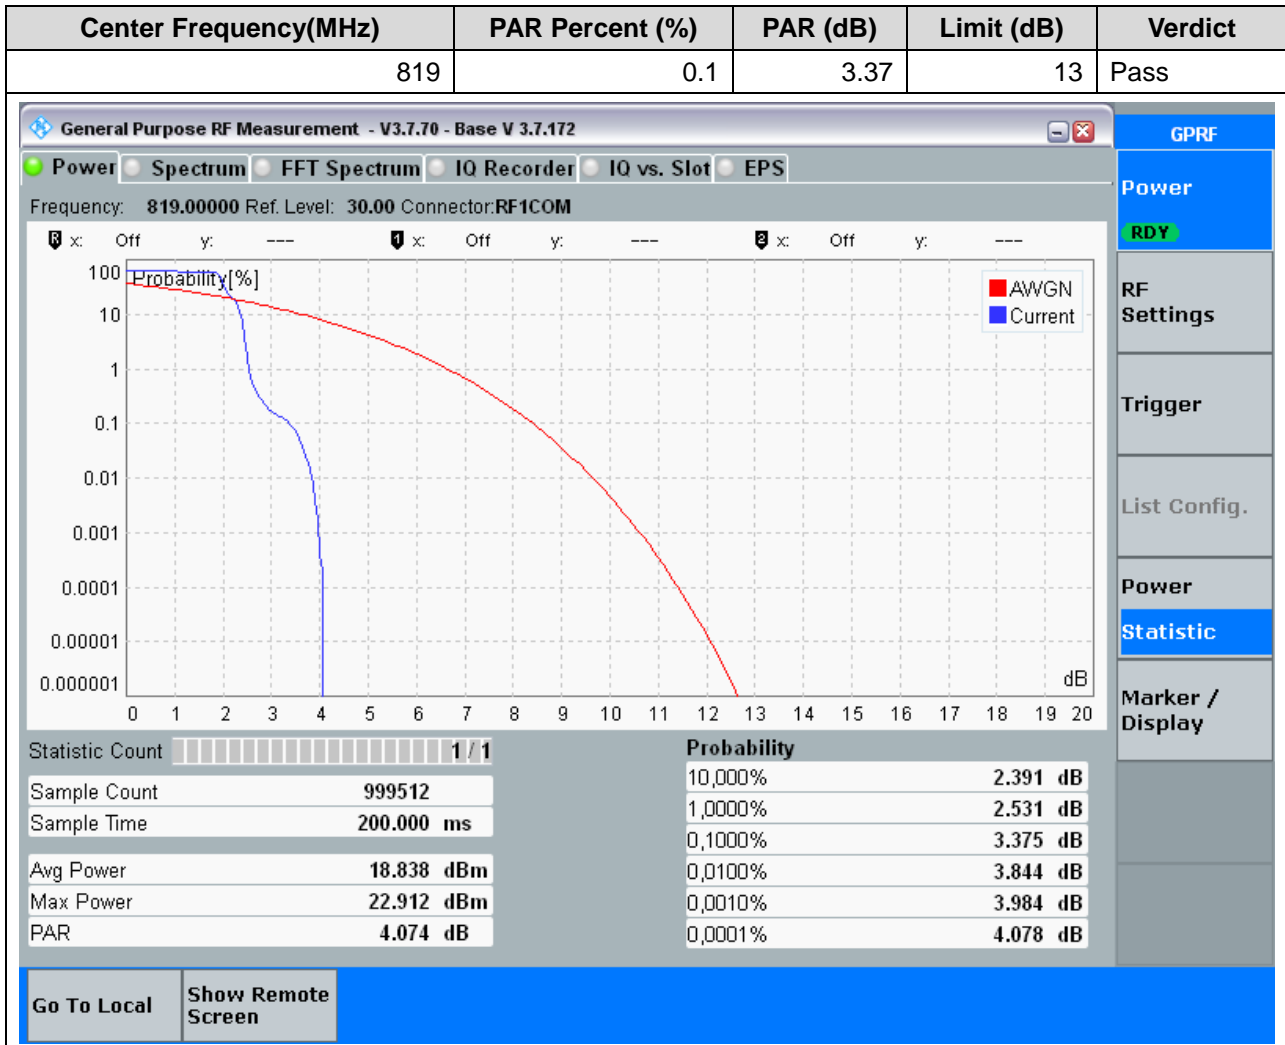 Center Frequency(MHz) PAR Percent (%) PAR (dB) Limit (dB) Verdict
819 0.1 3.37 13 Pass
General Purpose RF Measurement - V3.7.70 - Base V 3.7.172
GPRF
Power Spectrum FFT Spectrum IQ Recorder IQ vs. Slot EPS
Frequency: 819.00000 Ref. Level: 30.00 Connector:RF1COM
R x: Off y: --- 1 x: Off y: --- 2 x: Off y: ---
Probability[%]
100
10
1
0.1
0.01
0.001
0.0001
0.00001
0.000001
AWGN
Current
dB
0 1 2 3 4 5 6 7 8 9 10 11 12 13 14 15 16 17 18 19 20
Statistic Count 1 / 1
Sample Count 999512
Sample Time 200.000 ms
Avg Power 18.838 dBm
Max Power 22.912 dBm
PAR 4.074 dB
Probability
10,000% 2.391 dB
1,0000% 2.531 dB
0,1000% 3.375 dB
0,0100% 3.844 dB
0,0010% 3.984 dB
0,0001% 4.078 dB
Power
RDY
RF
Settings
Trigger
List Config.
Power
Statistic
Marker /
Display
Go To Local
Show Remote
Screen